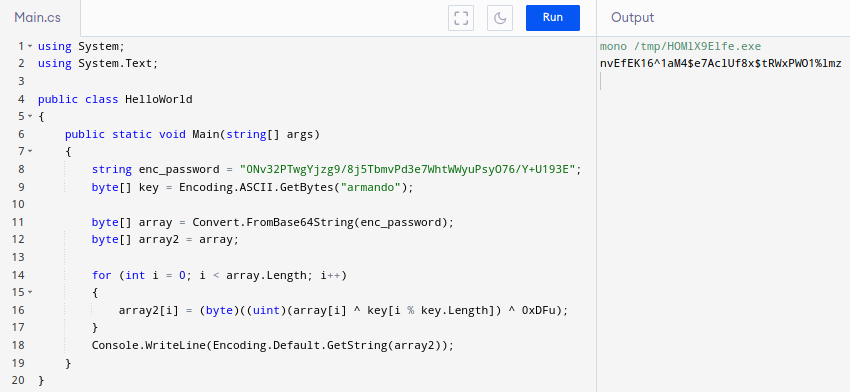 Main.cs
Run
Output
1 using System;
2 using System.Text;
3
4 public class HelloWorld
5 {
6 public static void Main(string[] args)
7 {
8 string enc_password = "0Nv32PTwgYjzg9/8j5TbmvPd3e7WhtWWyuPsyO76/Y+U193E";
9 byte[] key = Encoding.ASCII.GetBytes("armando");
10
11 byte[] array = Convert.FromBase64String(enc_password);
12 byte[] array2 = array;
13
14 for (int i = 0; i < array.Length; i++)
15 {
16 array2[i] = (byte)((uint)(array[i] ^ key[i % key.Length]) ^ 0xDFu);
17 }
18 Console.WriteLine(Encoding.Default.GetString(array2));
19 }
20 }
mono /tmp/HOMlX9Elfe.exe
nvEfEK16^1aM4$e7AclUf8x$tRWxPWO1%lmz